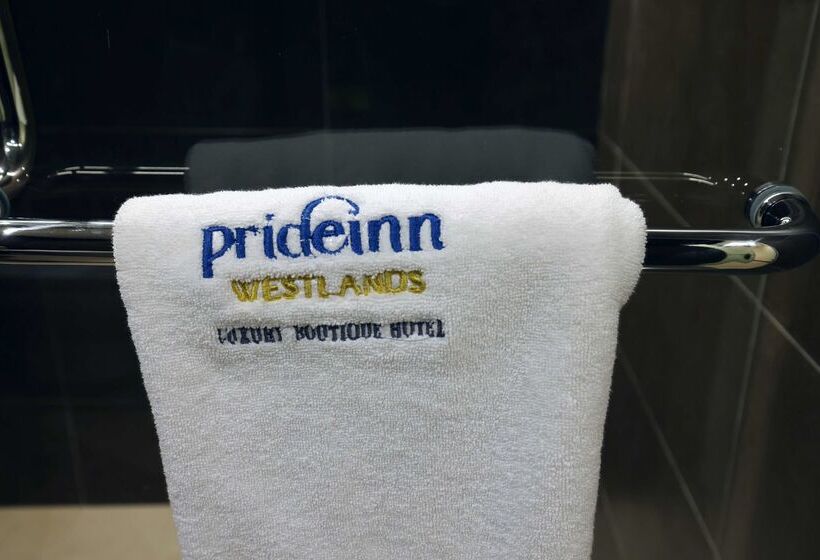 prideinn
WESTLANDS
LUXURY BOUTIQUE HOTEL